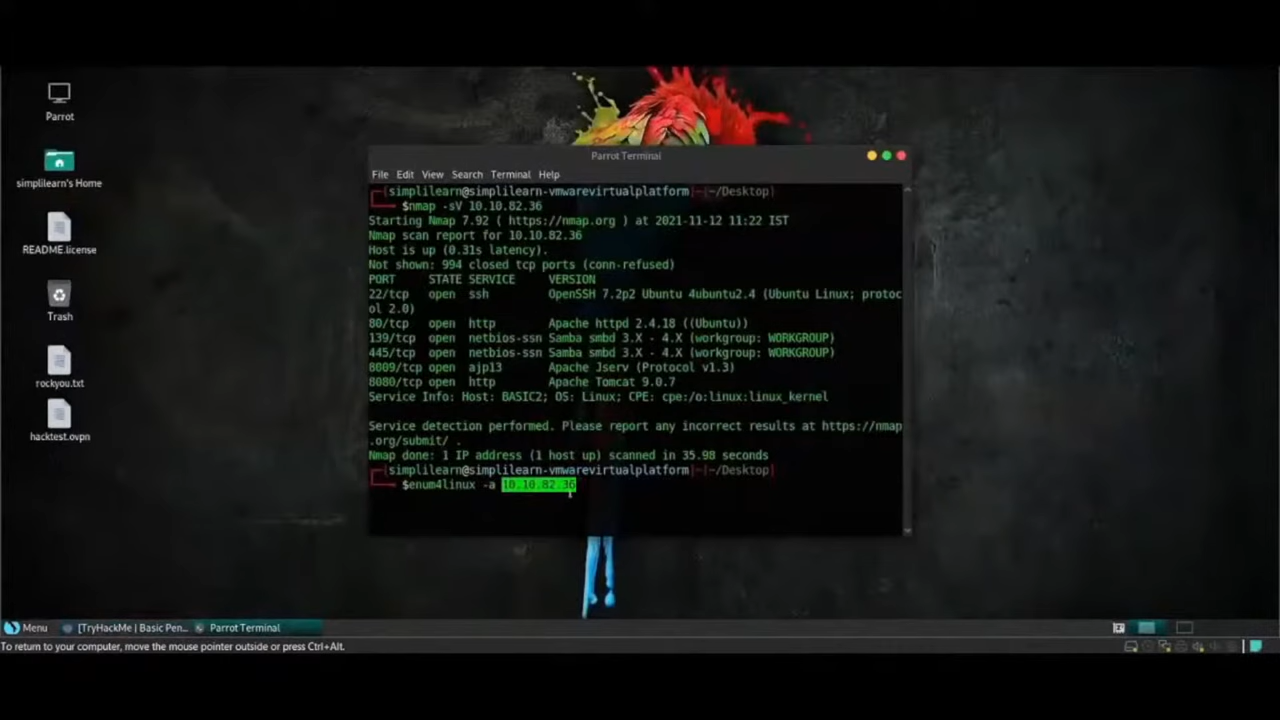 Parrot
simplilearn's Home
README.license
Trash
rockyou.txt
hacktest.ovpn
Parrot Terminal
File Edit View Search Terminal Help
[simplilearn@simplilearn-vmwarevirtualplatform]-[~/Desktop]
$nmap -sV 10.10.82.36
Starting Nmap 7.92 ( https://nmap.org ) at 2021-11-12 11:22 IST
Nmap scan report for 10.10.82.36
Host is up (0.31s latency).
Not shown: 994 closed tcp ports (conn-refused)
PORT STATE SERVICE VERSION
22/tcp open ssh OpenSSH 7.2p2 Ubuntu 4ubuntu2.4 (Ubuntu Linux; protoc
ol 2.0)
80/tcp open http Apache httpd 2.4.18 ((Ubuntu))
139/tcp open netbios-ssn Samba smbd 3.X - 4.X (workgroup: WORKGROUP)
445/tcp open netbios-ssn Samba smbd 3.X - 4.X (workgroup: WORKGROUP)
8009/tcp open ajp13 Apache Jserv (Protocol v1.3)
8080/tcp open http Apache Tomcat 9.0.7
Service Info: Host: BASIC2; OS: Linux; CPE: cpe:/o:linux:linux_kernel
Service detection performed. Please report any incorrect results at https://nmap
.org/submit/ .
Nmap done: 1 IP address (1 host up) scanned in 35.98 seconds
[simplilearn@simplilearn-vmwarevirtualplatform]-[~/Desktop]
$enum4linux -a 10.10.82.36
Menu [TryHackMe | Basic Pen... Parrot Terminal
To return to your computer, move the mouse pointer outside or press Ctrl+Alt.